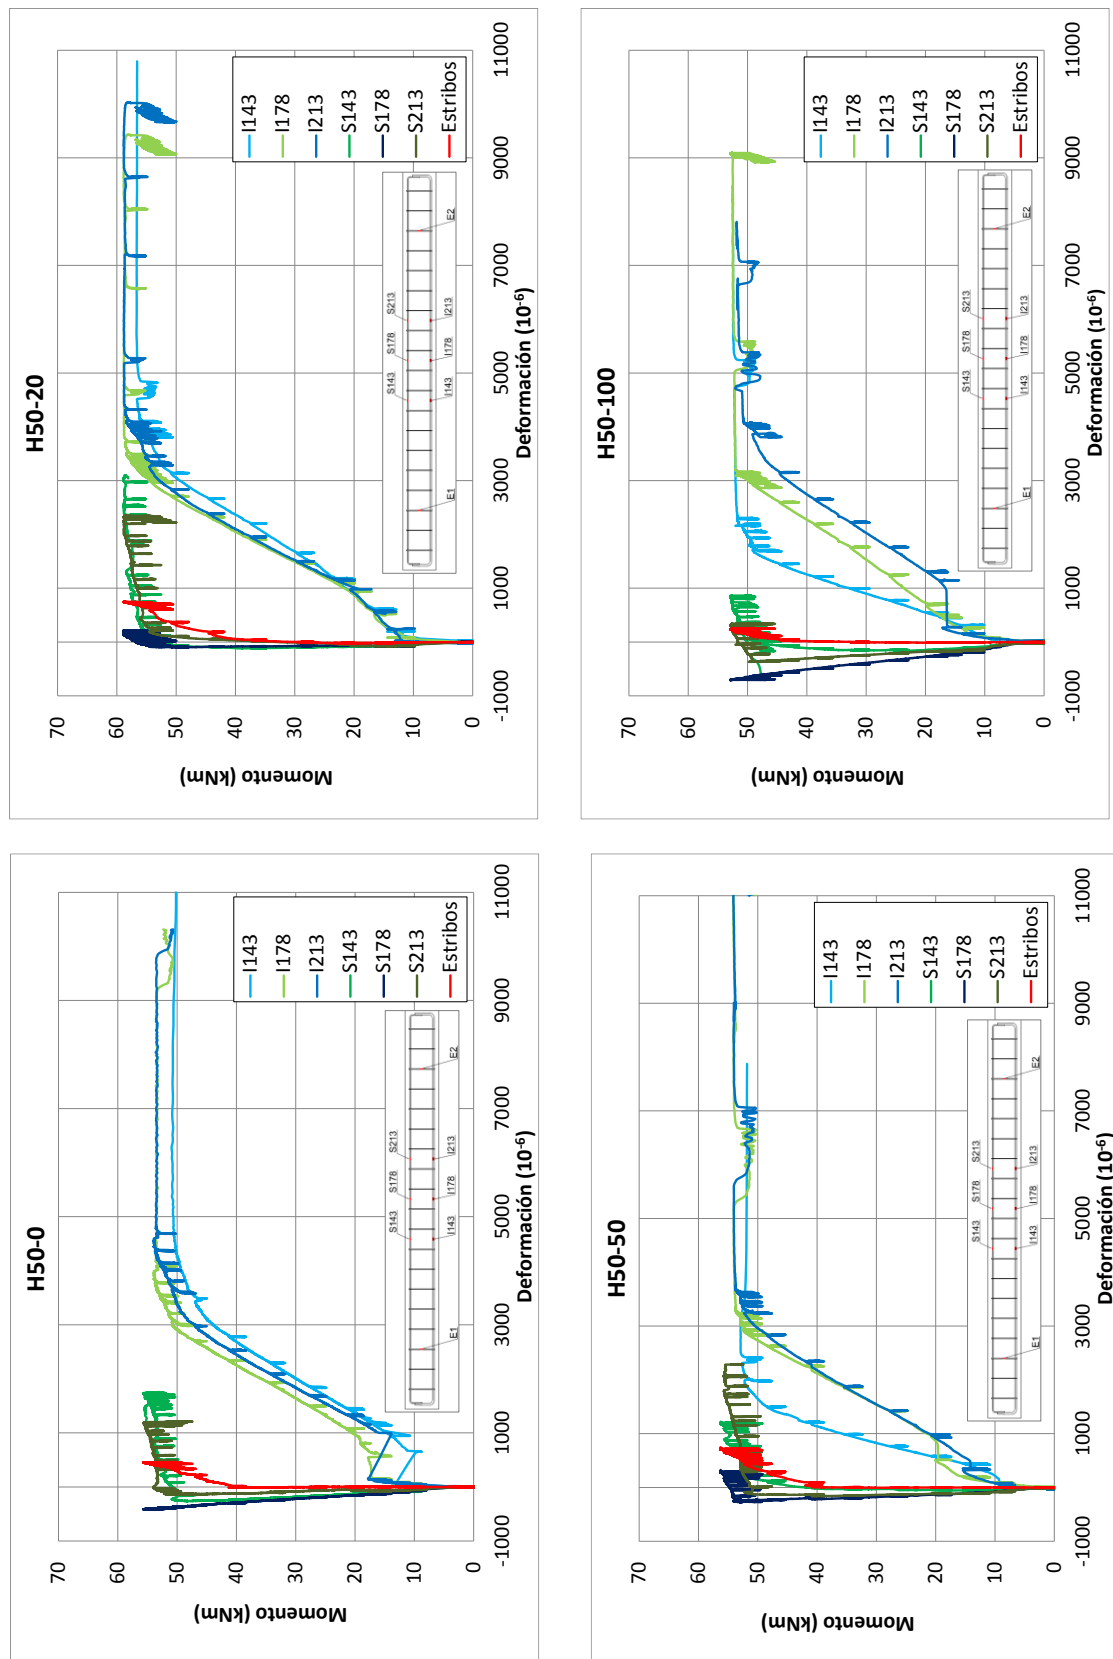 H50-0
Momento (kNm)
70
60
50
40
30
20
10
0
-1000
1000
3000
5000
7000
9000
11000
Deformación (10⁻⁶)
S143
S178
S213
E1
I143
I178
I213
E2
I143
I178
I213
S143
S178
S213
Estribos
H50-20
Momento (kNm)
70
60
50
40
30
20
10
0
-1000
1000
3000
5000
7000
9000
11000
Deformación (10⁻⁶)
S143
S178
S213
E1
I143
I178
I213
E2
I143
I178
I213
S143
S178
S213
Estribos
H50-50
Momento (kNm)
70
60
50
40
30
20
10
0
-1000
1000
3000
5000
7000
9000
11000
Deformación (10⁻⁶)
S143
S178
S213
E1
I143
I178
I213
E2
I143
I178
I213
S143
S178
S213
Estribos
H50-100
Momento (kNm)
70
60
50
40
30
20
10
0
-1000
1000
3000
5000
7000
9000
11000
Deformación (10⁻⁶)
S143
S178
S213
E1
I143
I178
I213
E2
I143
I178
I213
S143
S178
S213
Estribos